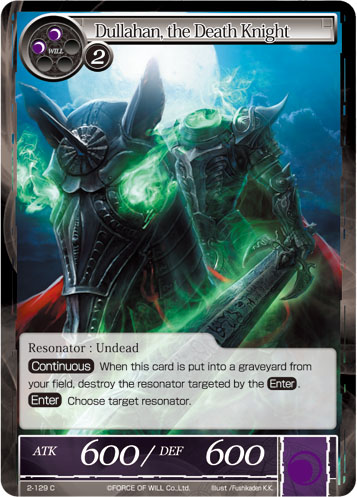 Dullahan, the Death Knight
WILL
2
Resonator : Undead
Continuous When this card is put into a graveyard from
your field, destroy the resonator targeted by the Enter.
Enter Choose target resonator.
ATK 600 / DEF 600
2-129 C ©FORCE OF WILL Co.,Ltd. Illust./Fushikaden K.K.